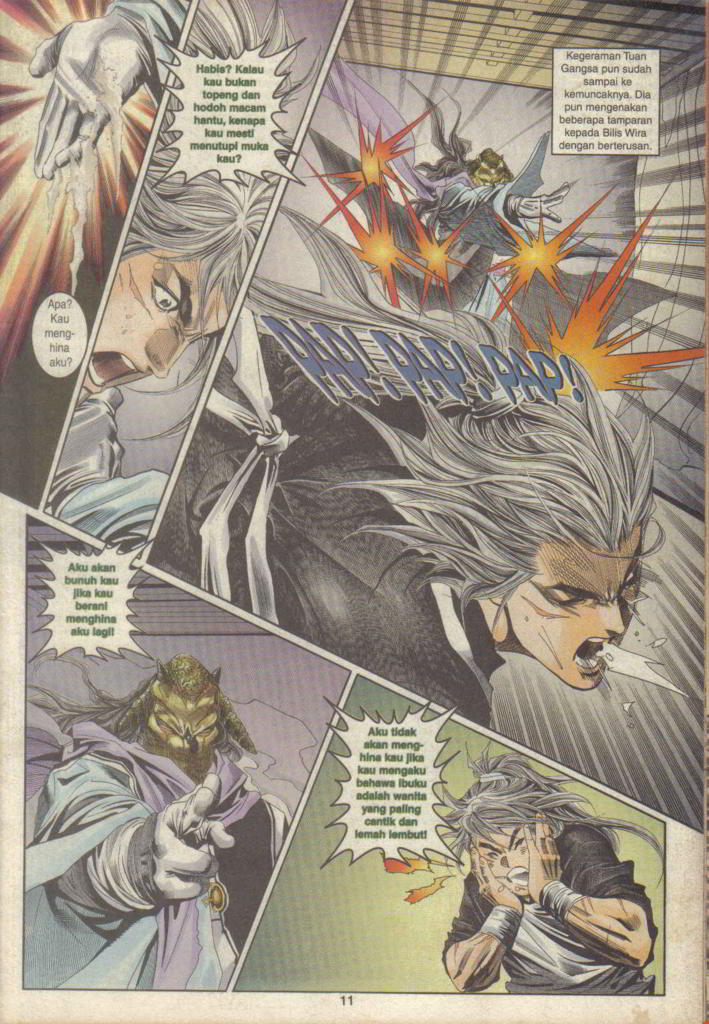 Apa?
Kau
meng-
hina
aku?
Habis? Kalau
kau bukan
topeng dan
hodoh macam
hantu, kenapa
kau mesti
menutupi muka
kau?
Kegeraman Tuan
Gangsa pun sudah
sampai ke
kemuncaknya. Dia
pun mengenakan
beberapa tamparan
kepada Bilis Wira
dengan berterusan.
PAP! PAP! PAP!
Aku akan
bunuh kau
jika kau
berani
menghina
aku lagi!
Aku tidak
akan meng-
hina kau jika
kau mengaku
bahawa ibuku
adalah wanita
yang paling
cantik dan
lemah lembut!
11